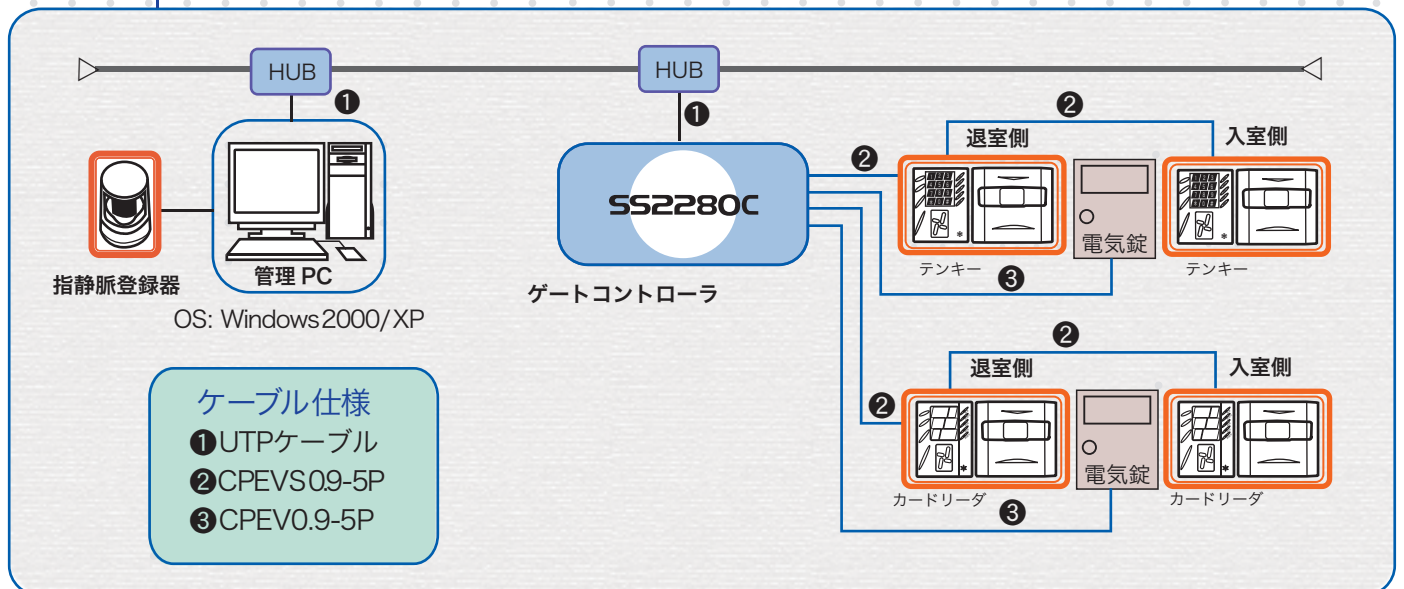 HUB
HUB
❶
❶
❷
退室側
入室側
❷
SS2280C
電気錠
テンキー
テンキー
❸
指静脈登録器
管理 PC
ゲートコントローラ
OS: Windows2000/XP
❷
退室側
入室側
❷
電気錠
カードリーダ
カードリーダ
❸
ケーブル仕様
❶UTPケーブル
❷CPEVS0.9-5P
❸CPEV0.9-5P